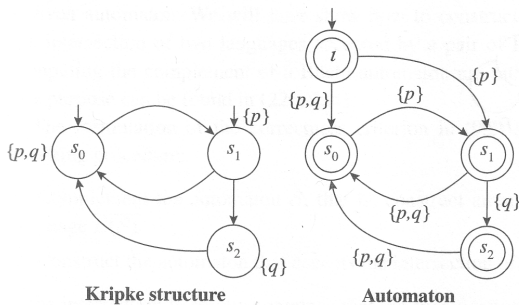 ι
{p}
{p,q}
{p}
{p}
{p,q}
s₀
s₁
s₀
s₁
{p,q}
{q}
s₂
{q}
{p,q}
s₂
Kripke structure
Automaton